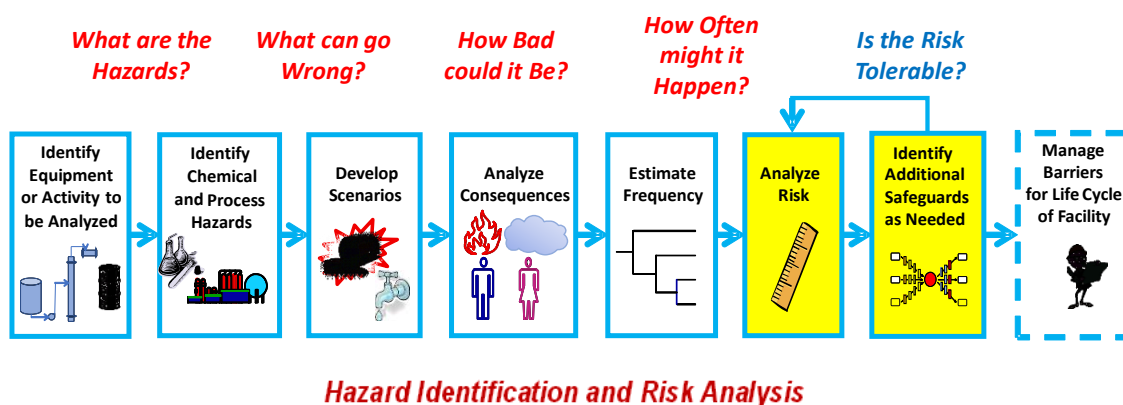 What are the
Hazards?
What can go
Wrong?
How Bad
could it Be?
How Often
might it
Happen?
Is the Risk
Tolerable?
Identify
Equipment
or Activity to
be Analyzed
Identify
Chemical
and Process
Hazards
Develop
Scenarios
Analyze
Consequences
Estimate
Frequency
Analyze
Risk
Identify
Additional
Safeguards
as Needed
Manage
Barriers
for Life Cycle
of Facility
Hazard Identification and Risk Analysis